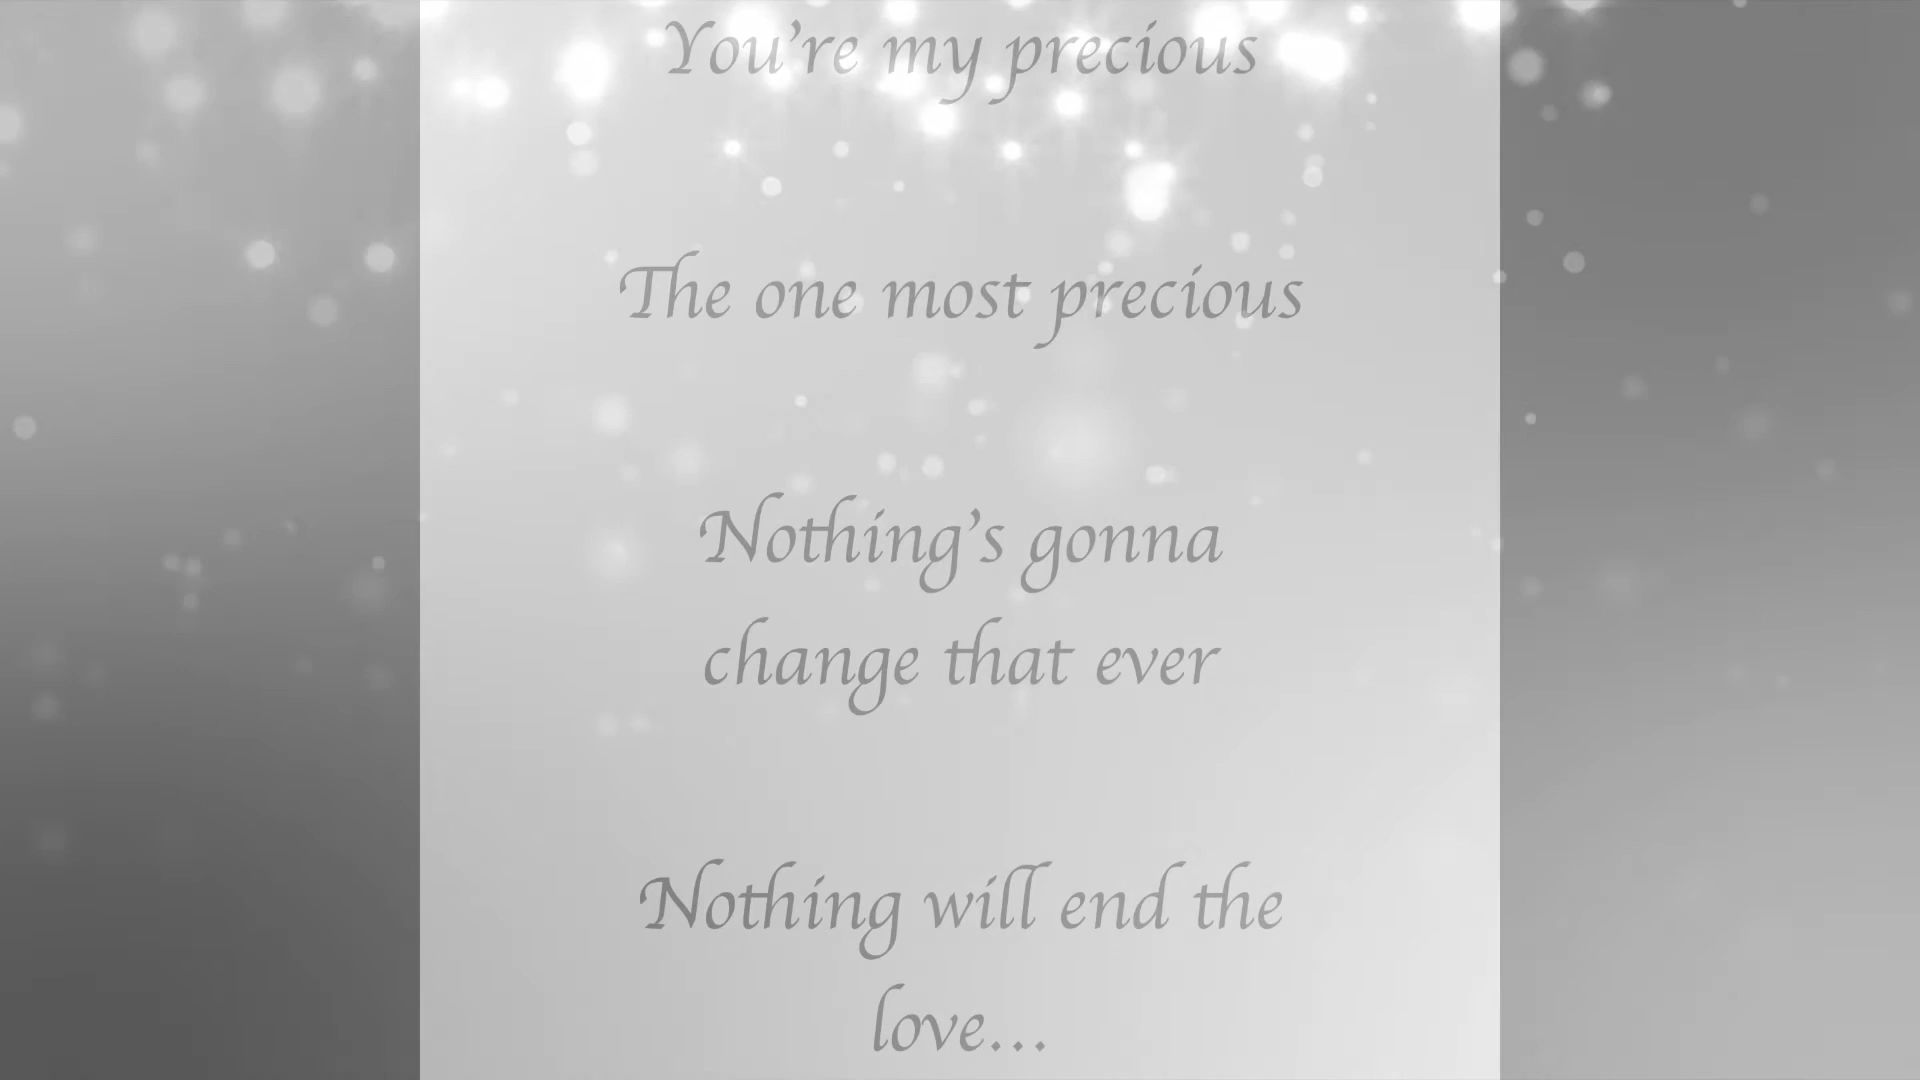 You're my precious
The one most precious
Nothing's gonna
change that ever
Nothing will end the
love...